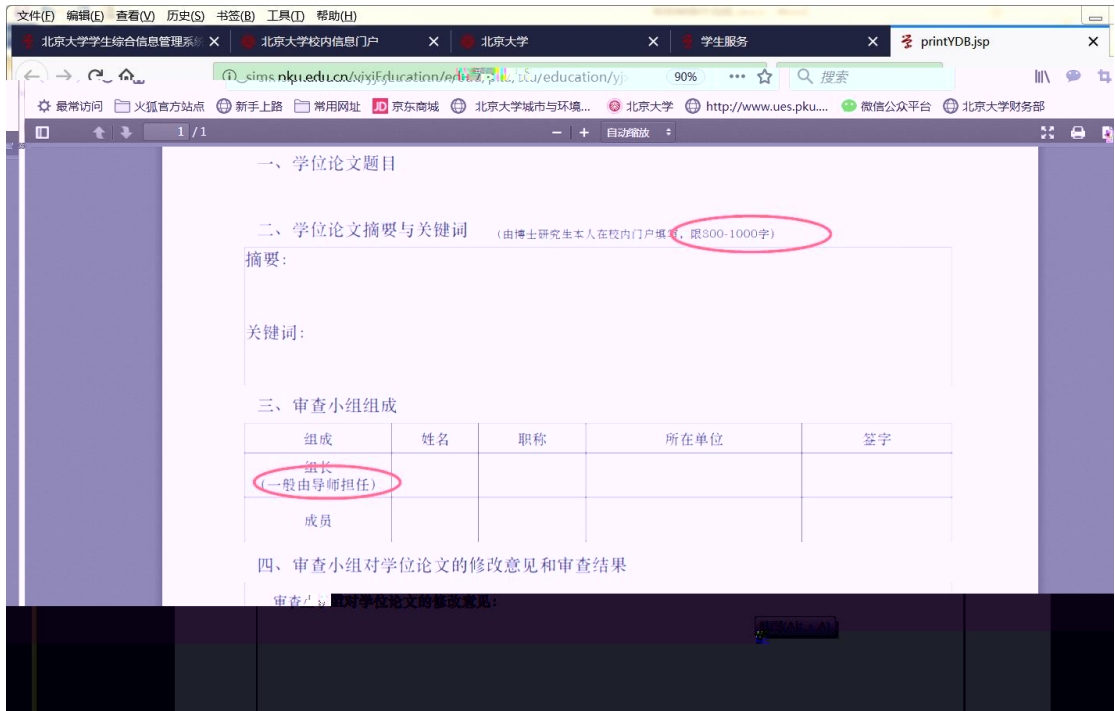 文件(F) 编辑(E) 查看(V) 历史(S) 书签(B) 工具(T) 帮助(H)
北京大学学生综合信息管理系统 北京大学校内信息门户 北京大学 学生服务 printYDB.jsp
90% 搜索
最常访问 火狐官方站点 新手上路 常用网址 JD 京东商城 北京大学城市与环境... 北京大学 http://www.ues.pku.... 微信公众平台 北京大学财务部
1 / 1 自动缩放
一、学位论文题目
二、学位论文摘要与关键词 (由博士研究生本人在校内门户填写，限800-1000字)
摘要：
关键词：
三、审查小组组成
组成 姓名 职称 所在单位 签字
组长
(一般由导师担任)
成员
四、审查小组对学位论文的修改意见和审查结果
审查小组对学位论文的修改意见：